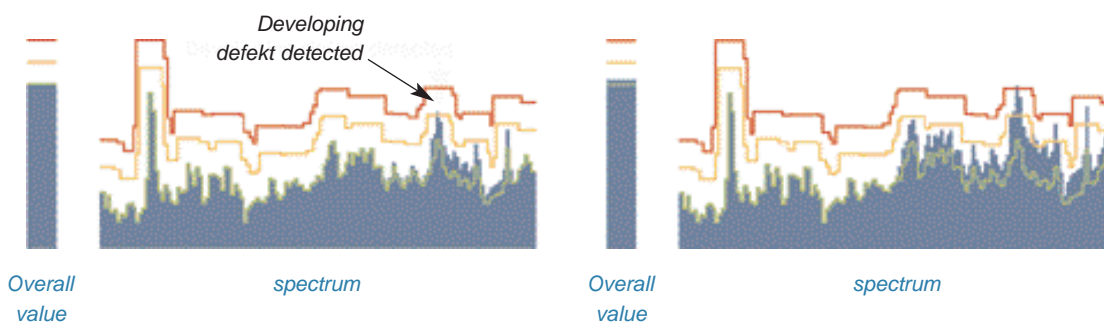 Developing
defekt detected
Overall
value
spectrum
Overall
value
spectrum